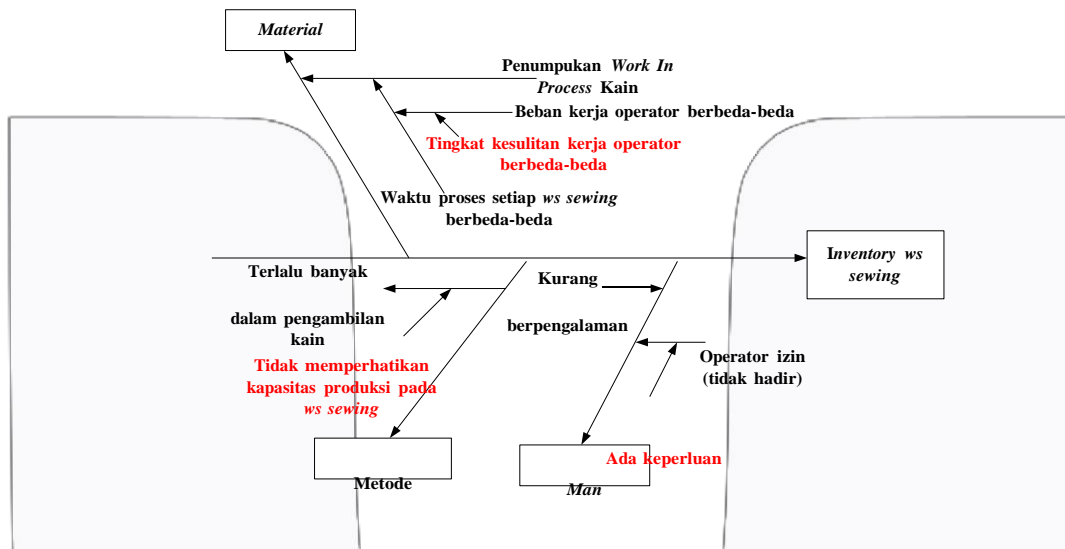 Material
Penumpukan Work In
Process Kain
Beban kerja operator berbeda-beda
Tingkat kesulitan kerja operator
berbeda-beda
Waktu proses setiap ws sewing
berbeda-beda
Inventory ws
sewing
Terlalu banyak
dalam pengambilan
kain
Tidak memperhatikan
kapasitas produksi pada
ws sewing
Metode
Kurang
berpengalaman
Operator izin
(tidak hadir)
Ada keperluan
Man